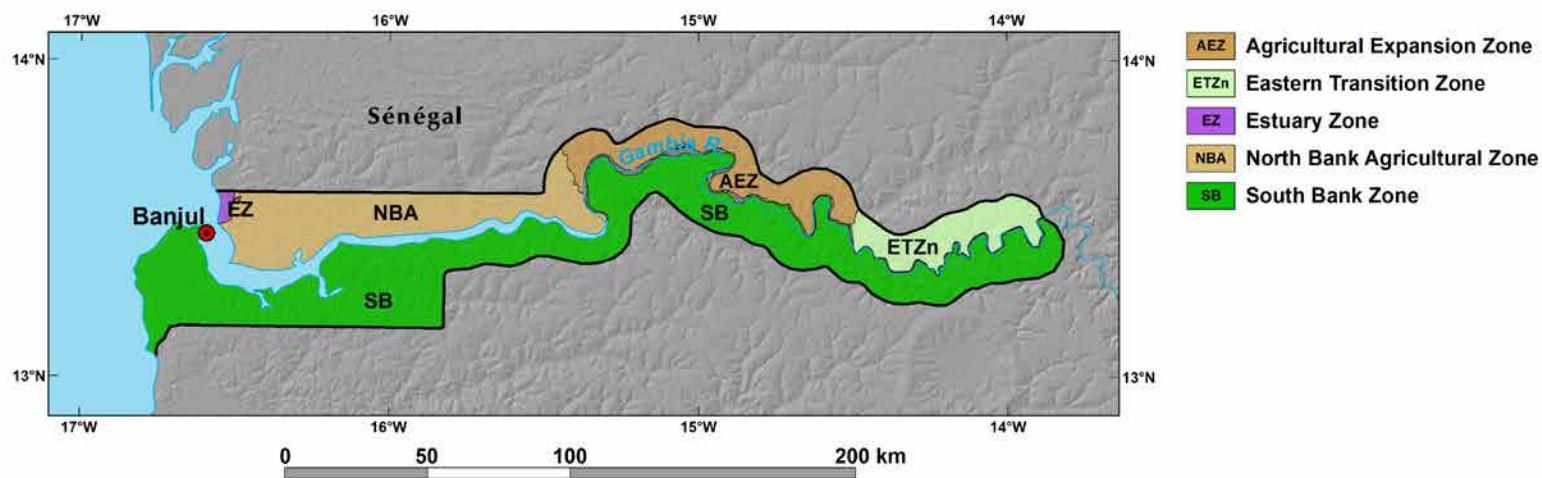 17°W 16°W 15°W 14°W
14°N 14°N
Sénégal
Gambia R.
AEZ
Banjul
EZ
NBA
SB
ETZn
SB
13°N 13°N
17°W 16°W 15°W 14°W
0 50 100 200 km
AEZ Agricultural Expansion Zone
ETZn Eastern Transition Zone
EZ Estuary Zone
NBA North Bank Agricultural Zone
SB South Bank Zone